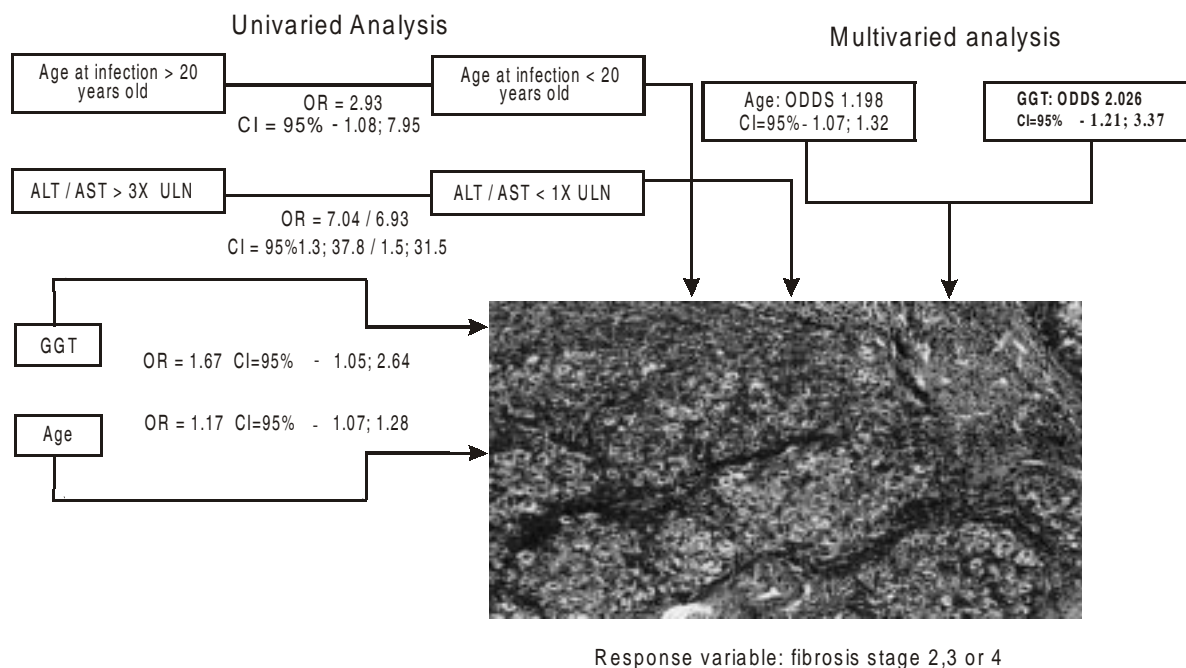 Univaried Analysis
Multivaried analysis
Age at infection > 20
years old
OR = 2.93
CI = 95% - 1.08; 7.95
Age at infection < 20
years old
Age: ODDS 1.198
CI=95%- 1.07; 1.32
GGT: ODDS 2.026
CI=95% - 1.21; 3.37
ALT / AST > 3X ULN
OR = 7.04 / 6.93
CI = 95%1.3; 37.8 / 1.5; 31.5
ALT / AST < 1X ULN
GGT
OR = 1.67 CI=95% - 1.05; 2.64
Age
OR = 1.17 CI=95% - 1.07; 1.28
Response variable: fibrosis stage 2,3 or 4